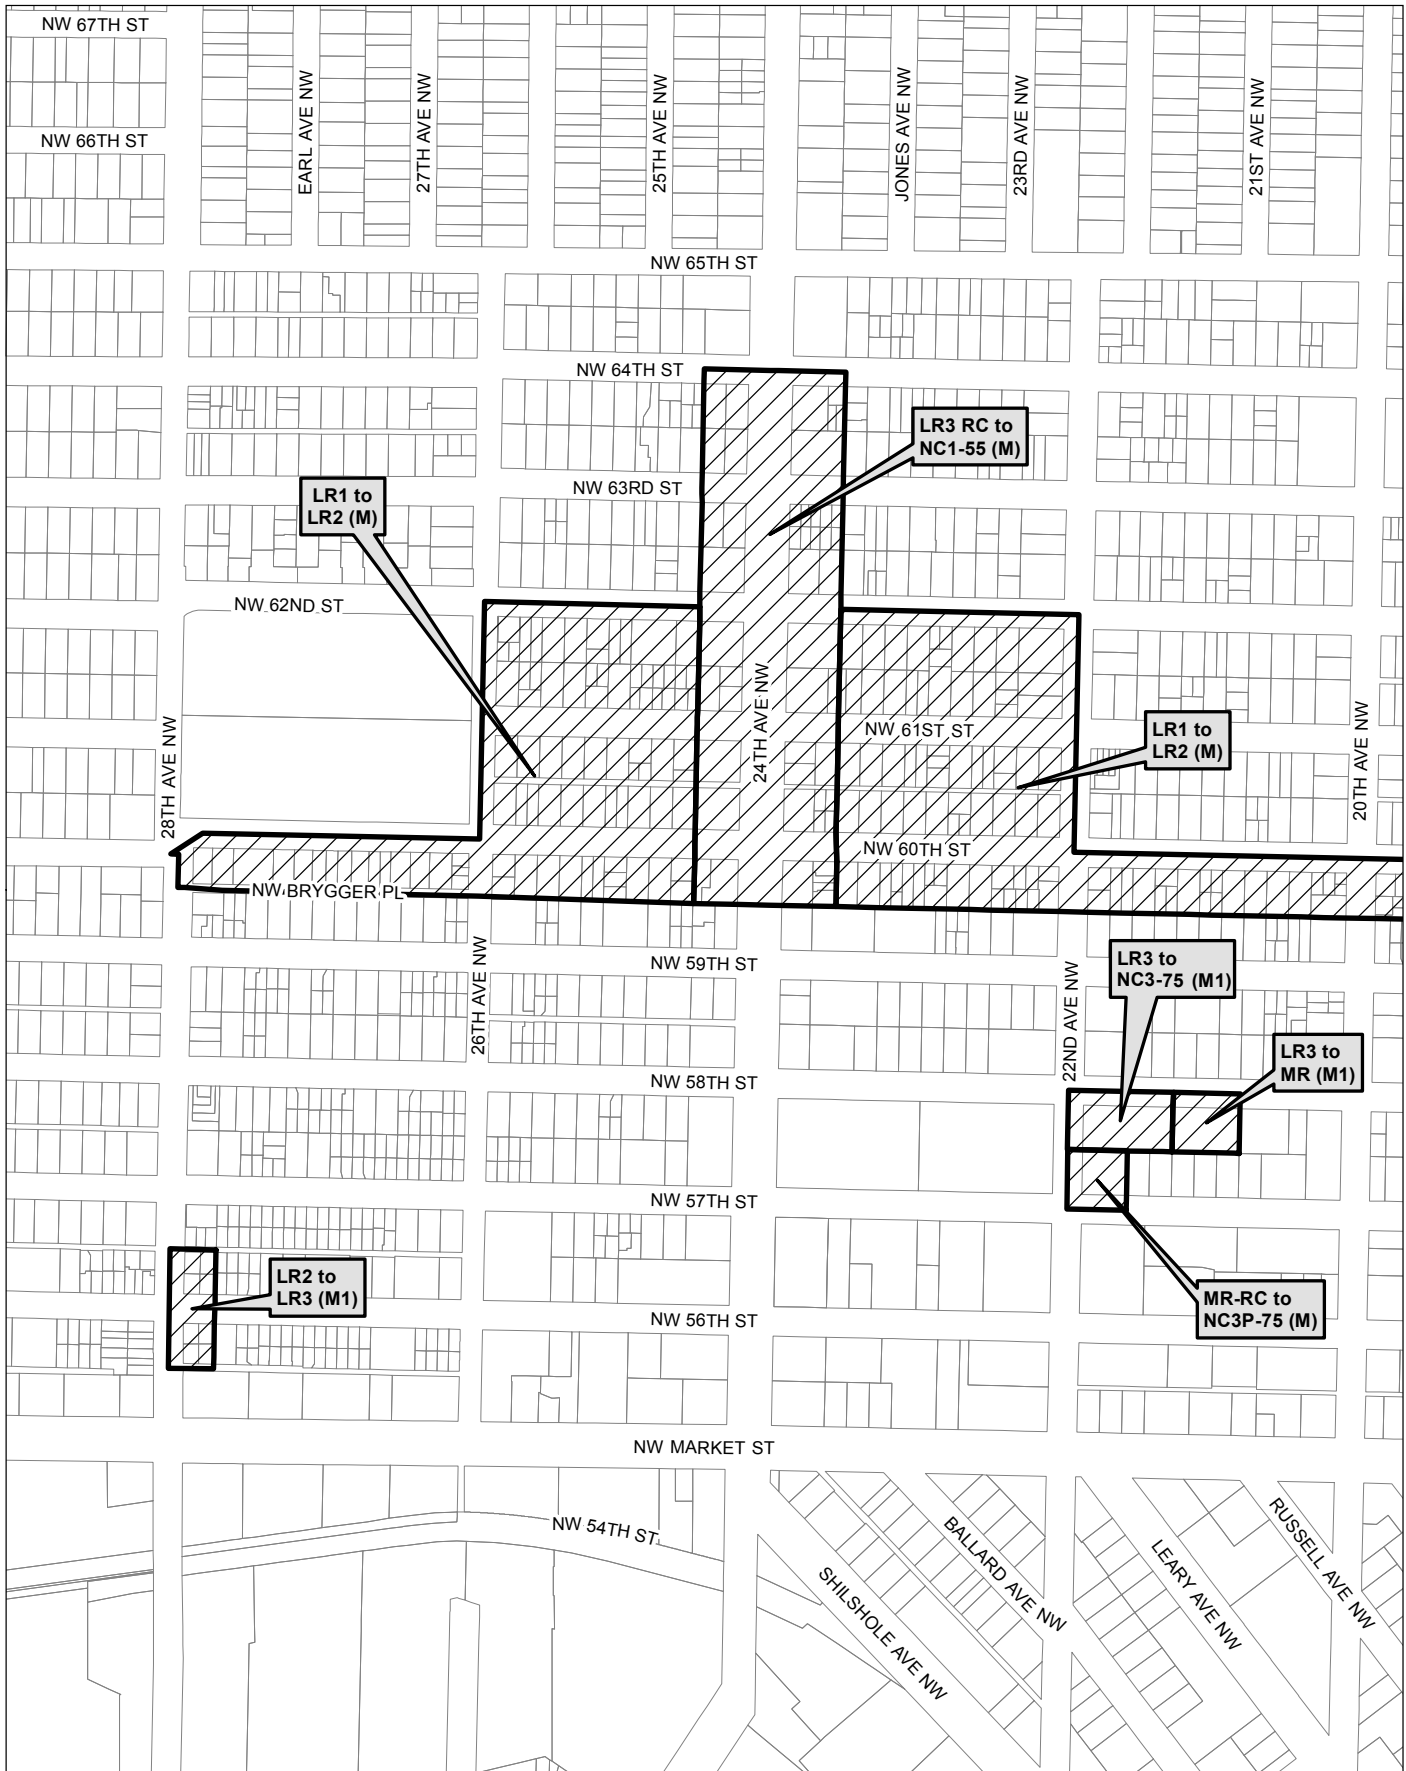 NW 67TH ST
NW 66TH ST
EARL AVE NW
27TH AVE NW
25TH AVE NW
JONES AVE NW
23RD AVE NW
21ST AVE NW
NW 65TH ST
NW 64TH ST
LR3 RC to
NC1-55 (M)
LR1 to
LR2 (M)
NW 63RD ST
NW 62ND ST
28TH AVE NW
24TH AVE NW
NW 61ST ST
LR1 to
LR2 (M)
20TH AVE NW
NW 60TH ST
NW BRYGGER PL
26TH AVE NW
NW 59TH ST
22ND AVE NW
LR3 to
NC3-75 (M1)
LR3 to
MR (M1)
NW 58TH ST
NW 57TH ST
LR2 to
LR3 (M1)
MR-RC to
NC3P-75 (M)
NW 56TH ST
NW MARKET ST
NW 54TH ST
SHILSHOLE AVE NW
BALLARD AVE NW
LEARY AVE NW
RUSSELL AVE NW